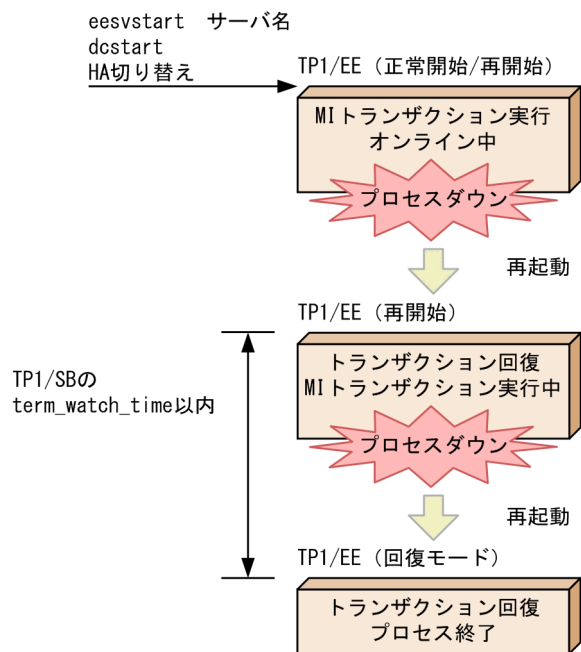 eesvstart サーバ名
dcstart
HA切り替え
TP1/EE（正常開始/再開始）
MIトランザクション実行
オンライン中
プロセスダウン
再起動
TP1/EE（再開始）
トランザクション回復
MIトランザクション実行中
TP1/SBの
term_watch_time以内
プロセスダウン
再起動
TP1/EE（回復モード）
トランザクション回復
プロセス終了